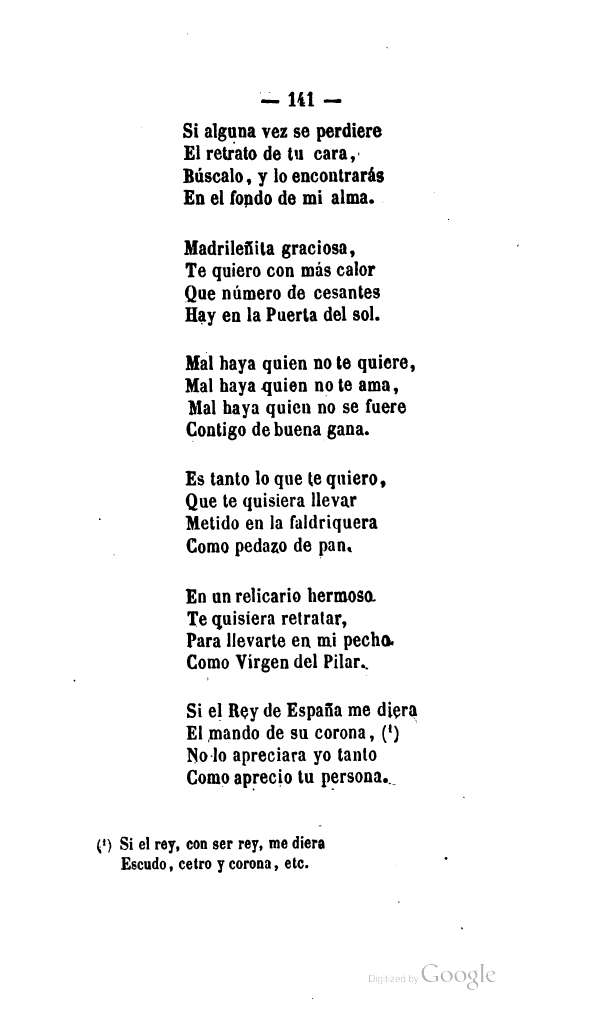 — 141 —
Si alguna vez se perdiere
El retrato de tu cara,
Búscalo, y lo encontrarás
En el fondo de mi alma.
Madrileñita graciosa,
Te quiero con más calor
Que número de cesantes
Hay en la Puerta del sol.
Mal haya quien no te quiere,
Mal haya quien no te ama,
Mal haya quien no se fuere
Contigo de buena gana.
Es tanto lo que te quiero,
Que te quisiera llevar
Metido en la faldriquera
Como pedazo de pan.
En un relicario hermoso
Te quisiera retratar,
Para llevarte en mi pecho
Como Virgen del Pilar.
Si el Rey de España me diera
El mando de su corona, (¹)
No lo apreciara yo tanto
Como aprecio tu persona.
(¹) Si el rey, con ser rey, me diera
Escudo, cetro y corona, etc.
Digitized by Google